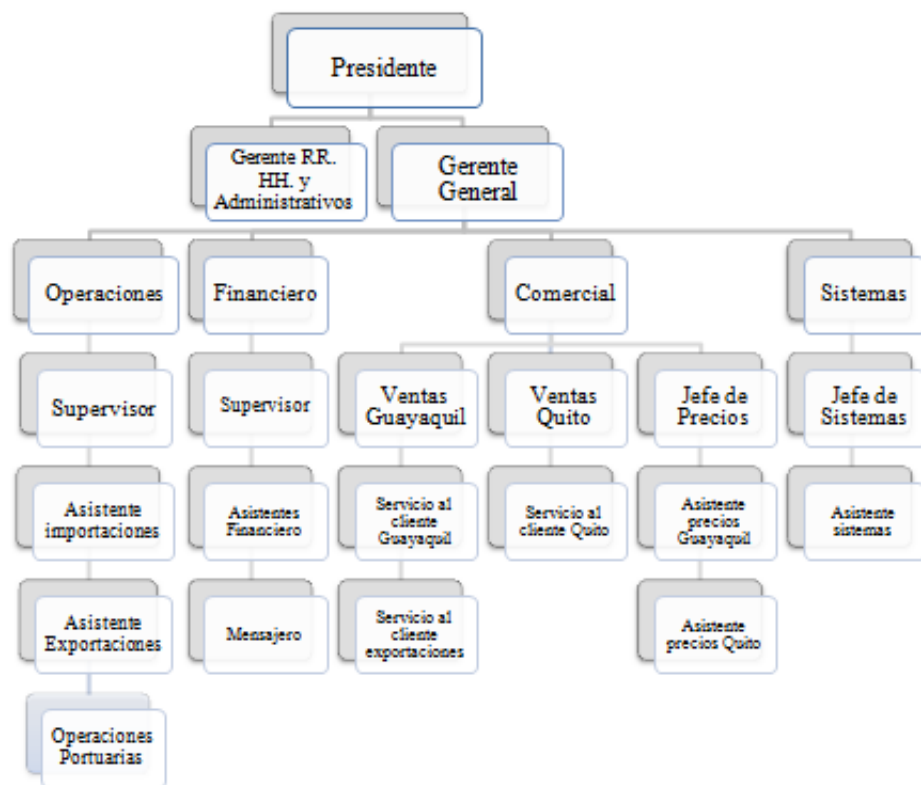 Presidente
Gerente RR.
HH. y
Administrativos
Gerente
General
Operaciones
Financiero
Comercial
Sistemas
Supervisor
Supervisor
Ventas
Guayaquil
Ventas
Quito
Jefe de
Precios
Jefe de
Sistemas
Asistente
importaciones
Asistentes
Financiero
Servicio al
cliente
Guayaquil
Servicio al
cliente Quito
Asistente
precios
Guayaquil
Asistente
sistemas
Asistente
Exportaciones
Mensajero
Servicio al
cliente
exportaciones
Asistente
precios Quito
Operaciones
Portuarias